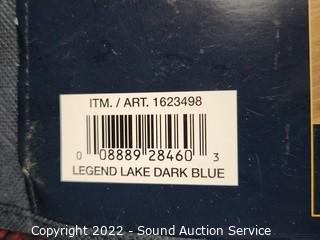 ITM. / ART. 1623498
0 08889 28460 3
LEGEND LAKE DARK BLUE
Copyright 2022 - Sound Auction Service